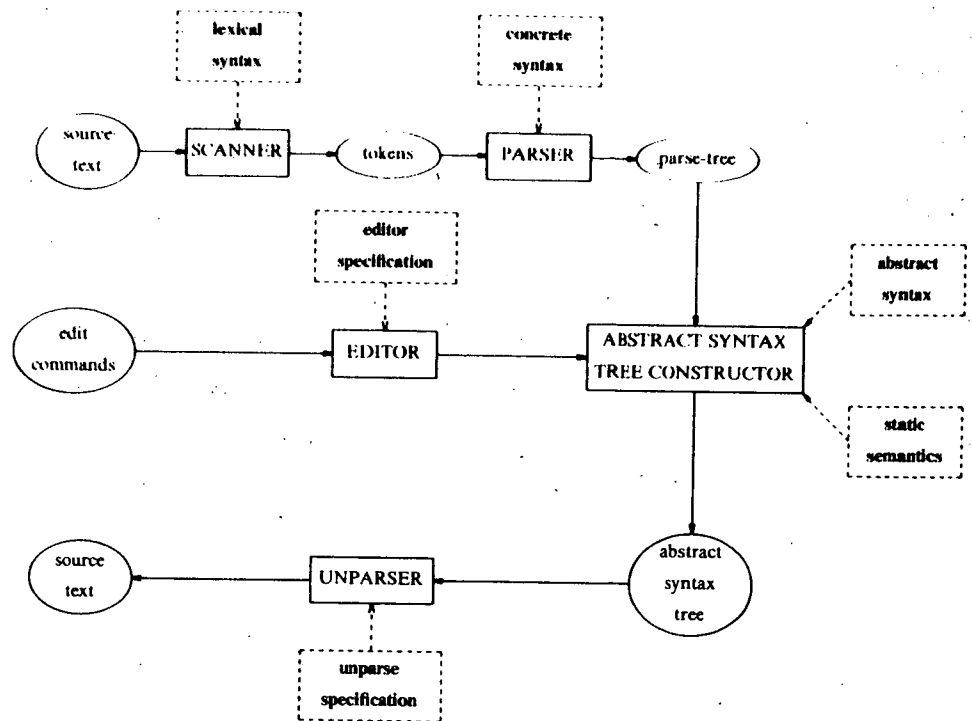 lexical
syntax
concrete
syntax
source
text
SCANNER
tokens
PARSER
parse-tree
editor
specification
abstract
syntax
edit
commands
EDITOR
ABSTRACT SYNTAX
TREE CONSTRUCTOR
static
semantics
source
text
UNPARSER
abstract
syntax
tree
unparse
specification